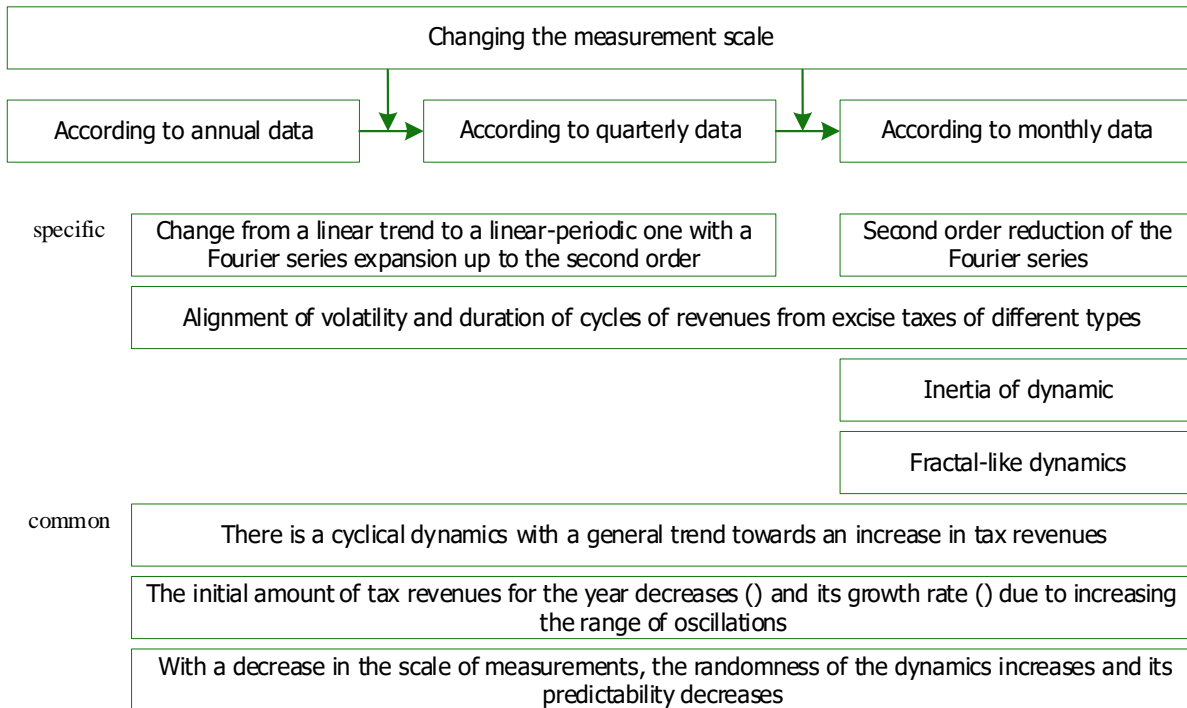 Changing the measurement scale
According to annual data
According to quarterly data
According to monthly data
specific
Change from a linear trend to a linear-periodic one with a
Fourier series expansion up to the second order
Second order reduction of the
Fourier series
Alignment of volatility and duration of cycles of revenues from excise taxes of different types
Inertia of dynamic
Fractal-like dynamics
common
There is a cyclical dynamics with a general trend towards an increase in tax revenues
The initial amount of tax revenues for the year decreases () and its growth rate () due to increasing
the range of oscillations
With a decrease in the scale of measurements, the randomness of the dynamics increases and its
predictability decreases